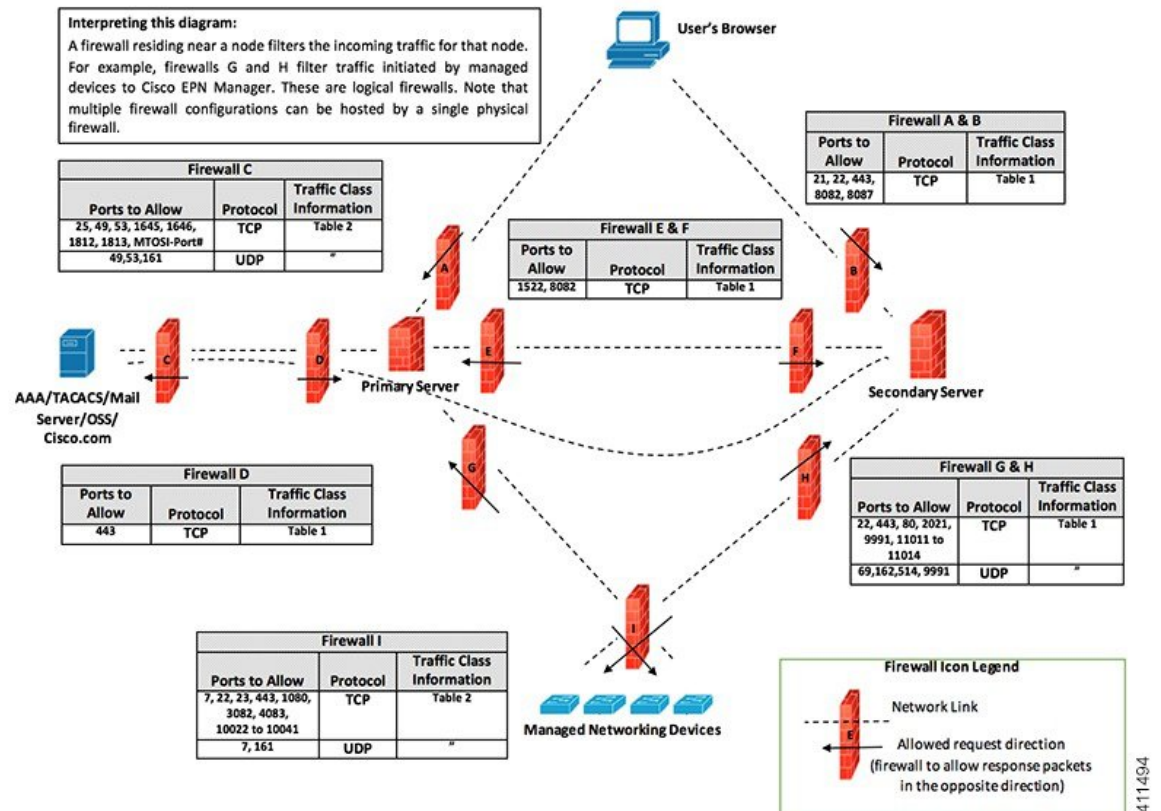 Interpreting this diagram:
A firewall residing near a node filters the incoming traffic for that node.
For example, firewalls G and H filter traffic initiated by managed
devices to Cisco EPN Manager. These are logical firewalls. Note that
multiple firewall configurations can be hosted by a single physical
firewall.
User's Browser
Firewall A & B
Ports to Allow Protocol Traffic Class Information
21, 22, 443,
8082, 8087 TCP Table 1
Firewall C
Ports to Allow Protocol Traffic Class Information
25, 49, 53, 1645, 1646,
1812, 1813, MTOSI-Port# TCP Table 2
49,53,161 UDP "
Firewall E & F
Ports to Allow Protocol Traffic Class Information
1522, 8082 TCP Table 1
A
B
C
D
E
F
Primary Server
Secondary Server
AAA/TACACS/Mail
Server/OSS/
Cisco.com
G
H
Firewall D
Ports to Allow Protocol Traffic Class Information
443 TCP Table 1
Firewall G & H
Ports to Allow Protocol Traffic Class Information
22, 443, 80, 2021,
9991, 11011 to
11014 TCP Table 1
69,162,514, 9991 UDP "
I
Firewall I
Ports to Allow Protocol Traffic Class Information
7, 22, 23, 443, 1080,
3082, 4083,
10022 to 10041 TCP Table 2
7, 161 UDP "
Managed Networking Devices
Firewall Icon Legend
E
Network Link
Allowed request direction
(firewall to allow response packets
in the opposite direction)
411494